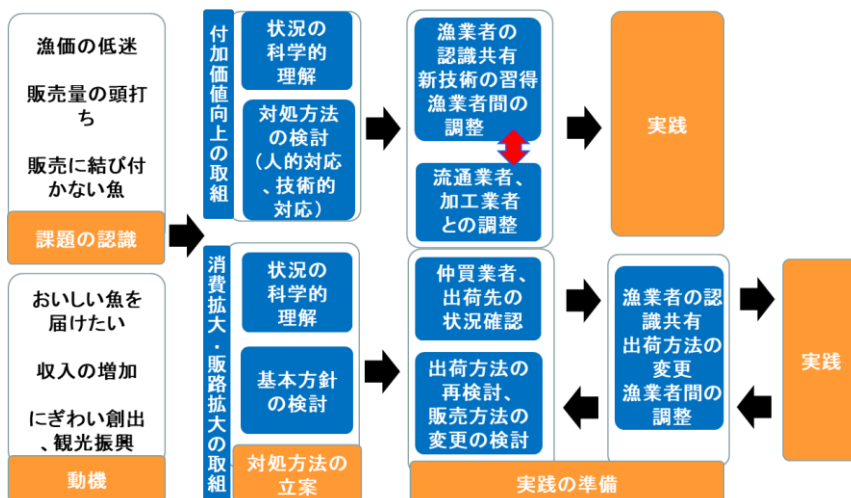 漁価の低迷
販売量の頭打
ち
販売に結び付
かない魚
課題の認識
おいしい魚を
届けたい
収入の増加
にぎわい創出
、観光振興
動機
付加価値向上の取組
状況の
科学的
理解
対処方法
の検討
(人的対応
、技術的
対応)
消費拡大・販路拡大の取組
状況の
科学的
理解
基本方針
の検討
対処方法の
立案
漁業者の
認識共有
新技術の習得
漁業者間の
調整
流通業者、
加工業者
との調整
実践
仲買業者、
出荷先の
状況確認
出荷方法の
再検討、
販売方法の
変更の検討
漁業者の認
識共有
出荷方法の
変更
漁業者間の
調整
実践の準備
実践